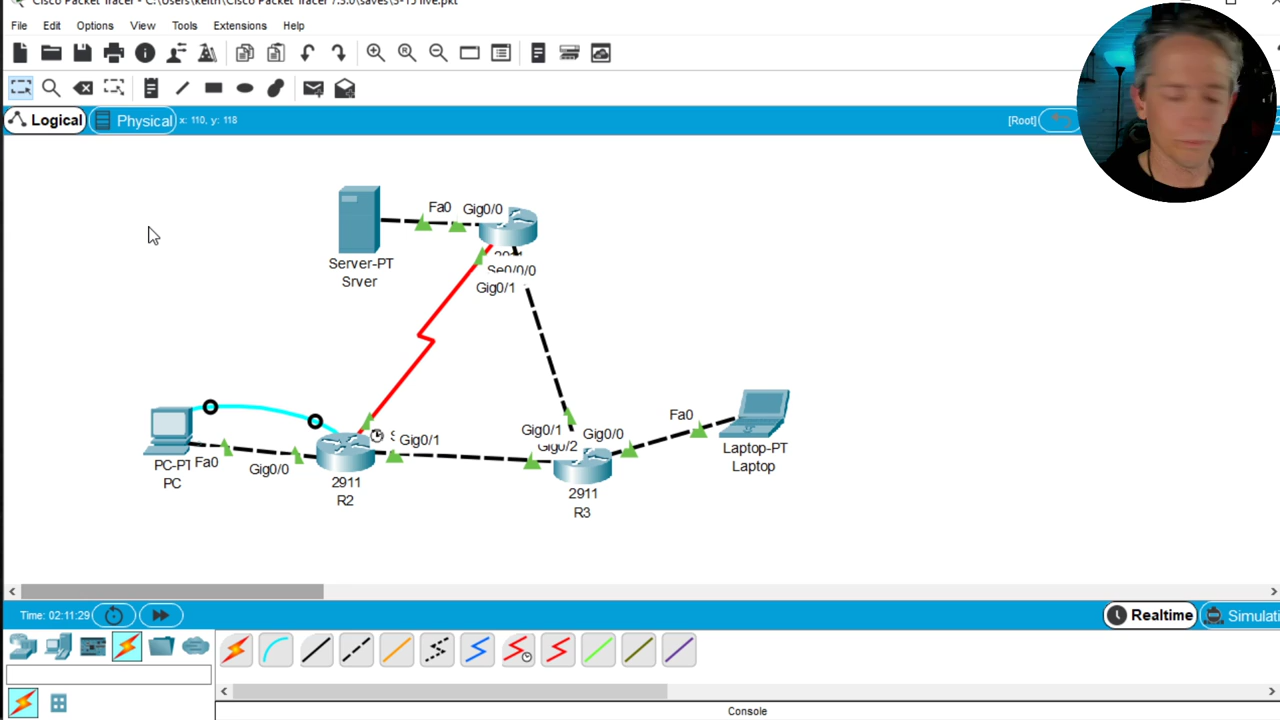 Cisco Packet Tracer - C:\Users\keith\Cisco Packet Tracer 7.3.0\saves\3-15 live.pkt
File Edit Options View Tools Extensions Help
Logical Physical x: 110, y: 118 [Root]
Fa0 Gig0/0
Server-PT
Srver
Se0/0/0
Gig0/1
Fa0
Gig0/1 Gig0/0
Gig0/1
Gig0/2
Laptop-PT
Laptop
PC-PT Fa0
PC
Gig0/0
2911
R2
2911
R3
Time: 02:11:29 Realtime Simulati
Console